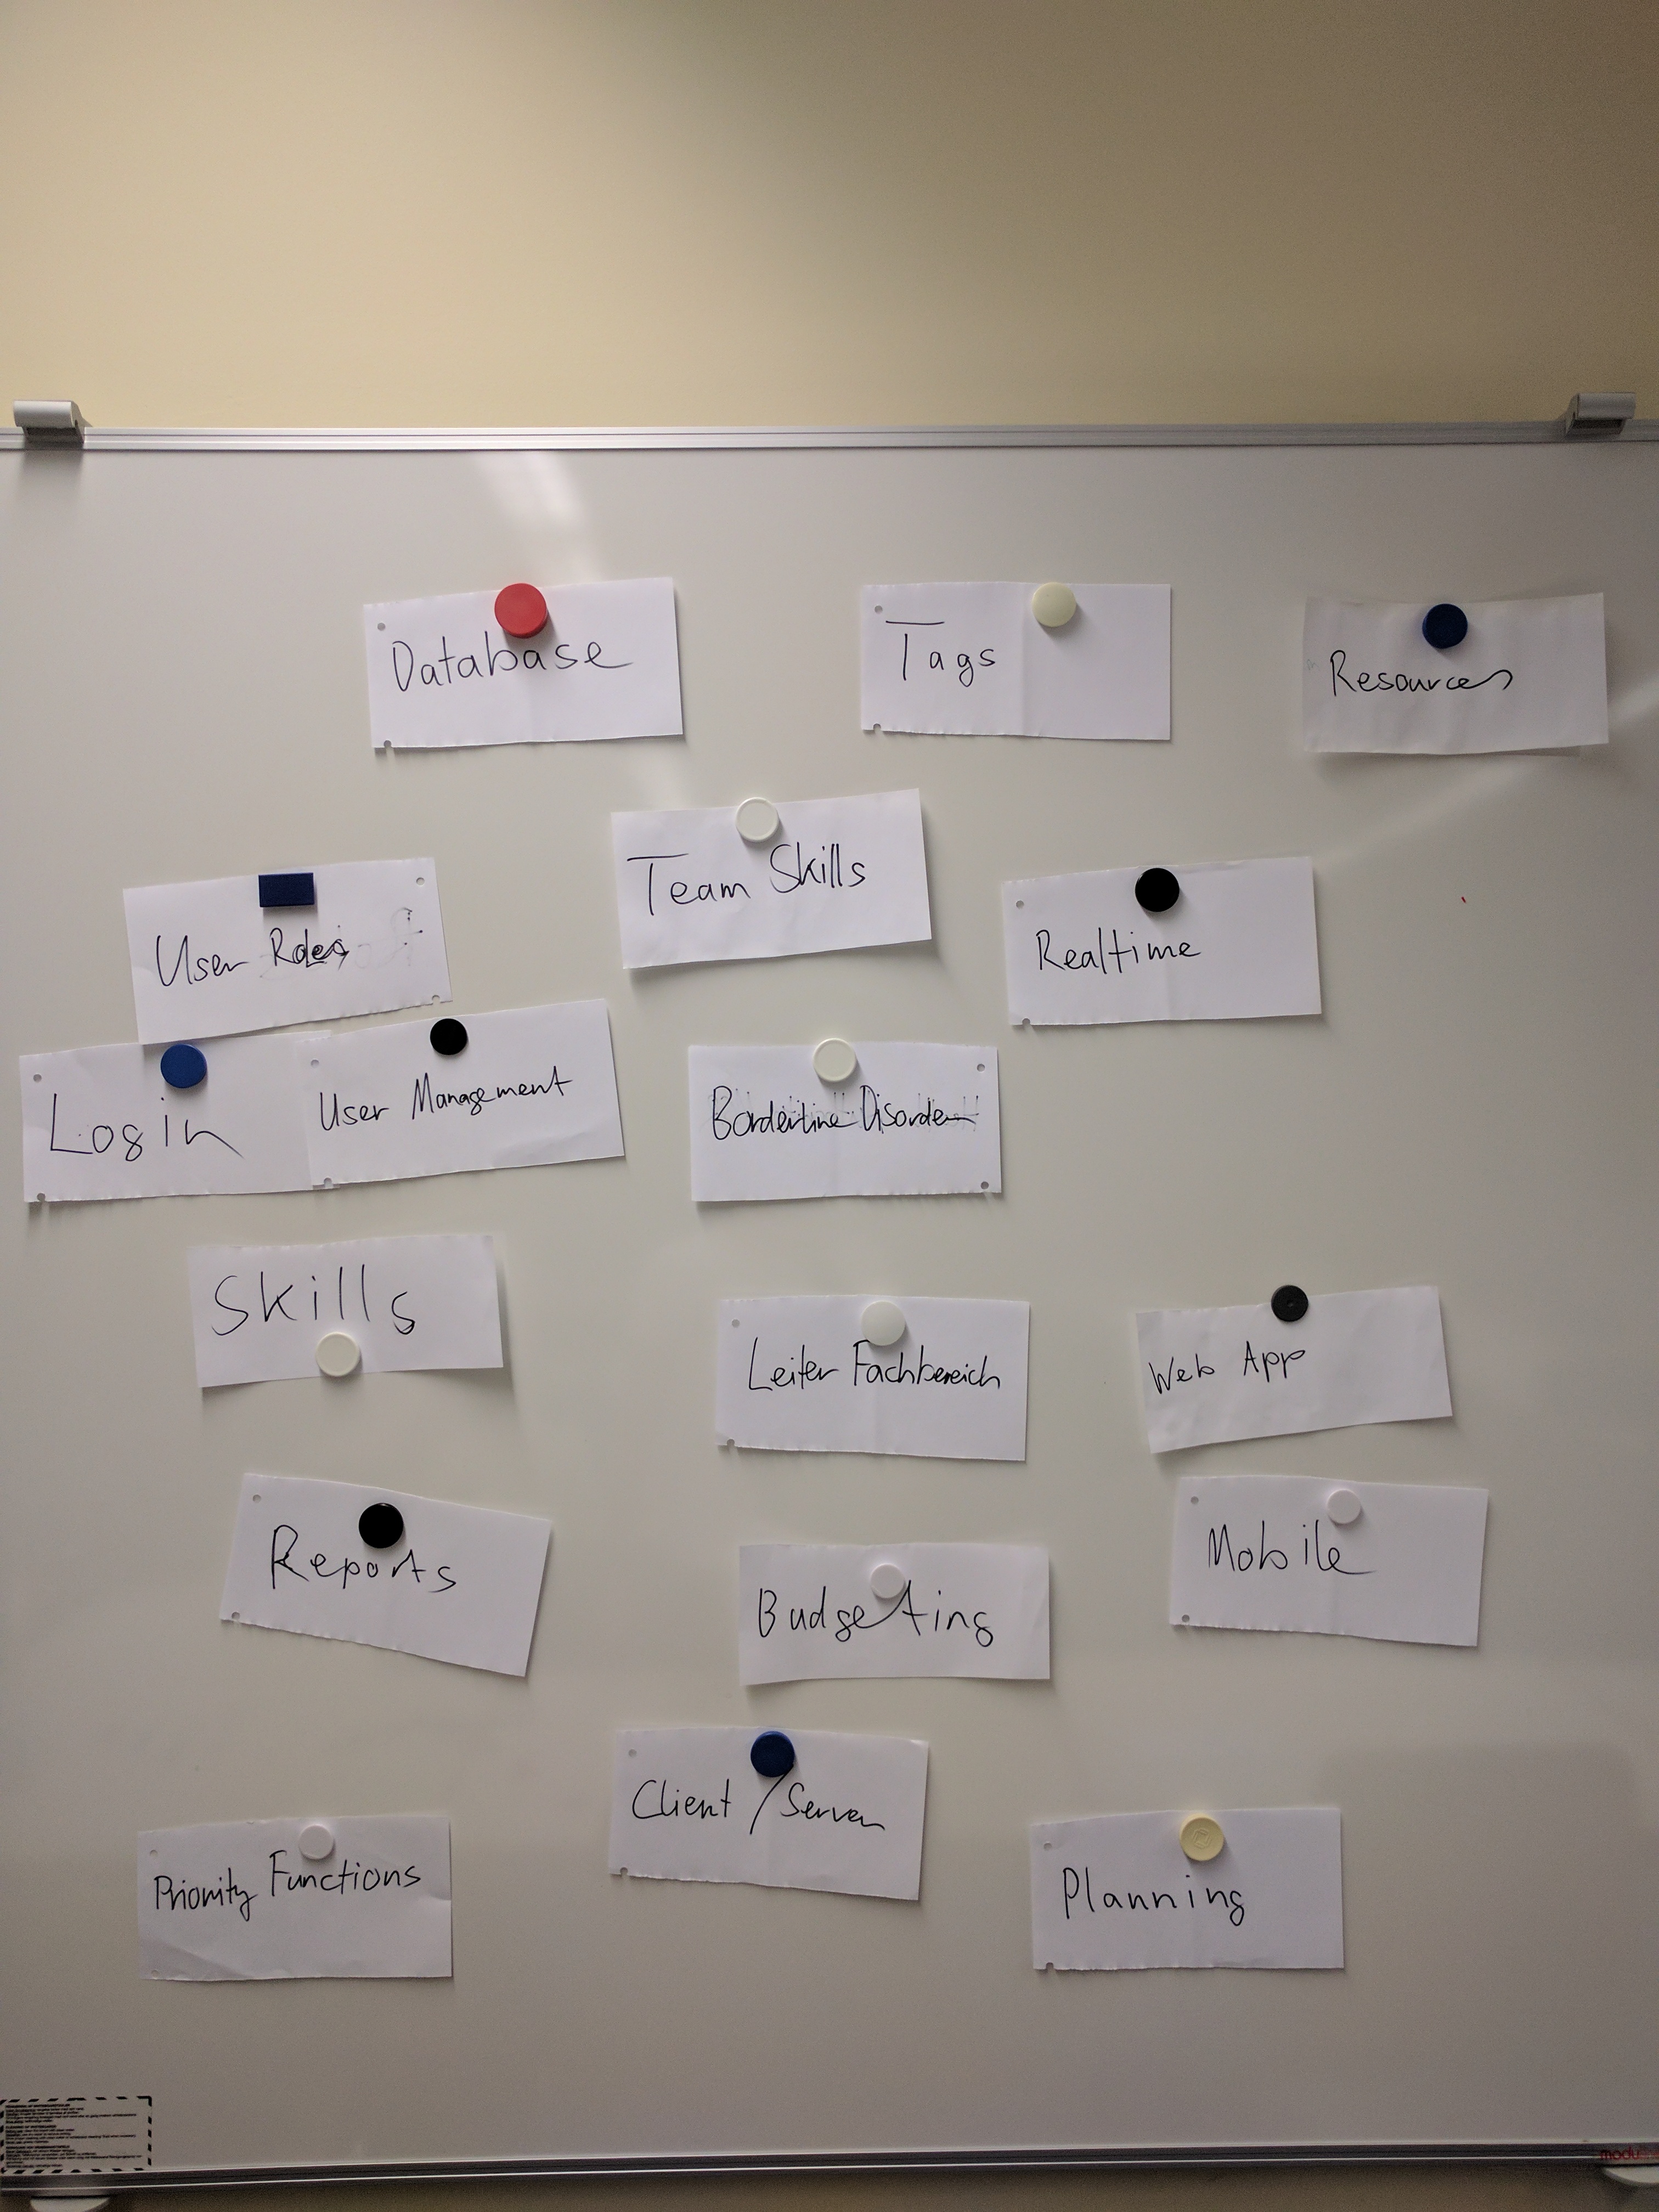 Database
Tags
Resources
Team Skills
User Roles
Realtime
Login
User Management
Borderline Disorder
Skills
Leiter Fachbereich
Web App
Reports
Mobile
Budgeting
Client / Server
Priority Functions
Planning